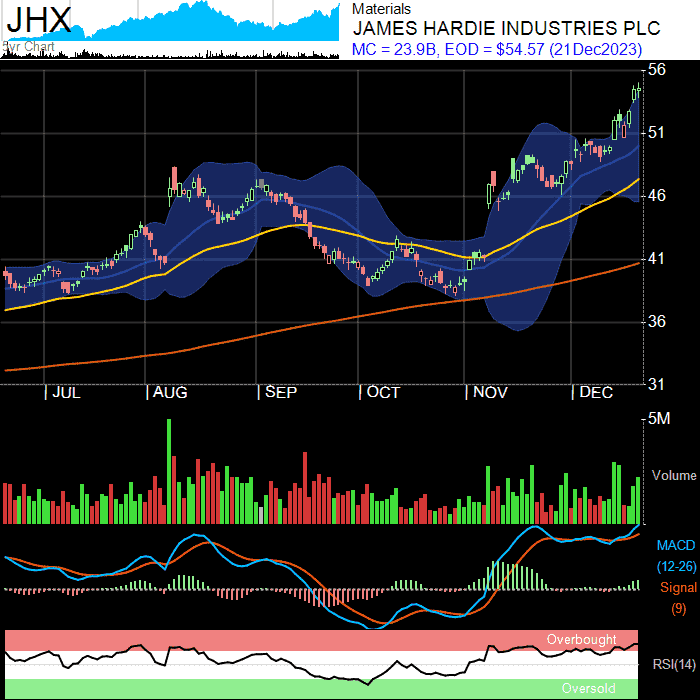 JHX
5yr Chart
Materials
JAMES HARDIE INDUSTRIES PLC
MC = 23.9B, EOD = $54.57 (21Dec2023)
56
51
46
41
36
31
| JUL | AUG | SEP | OCT | NOV | DEC
5M
Volume
MACD
(12-26)
Signal
(9)
Overbought
RSI(14)
Oversold